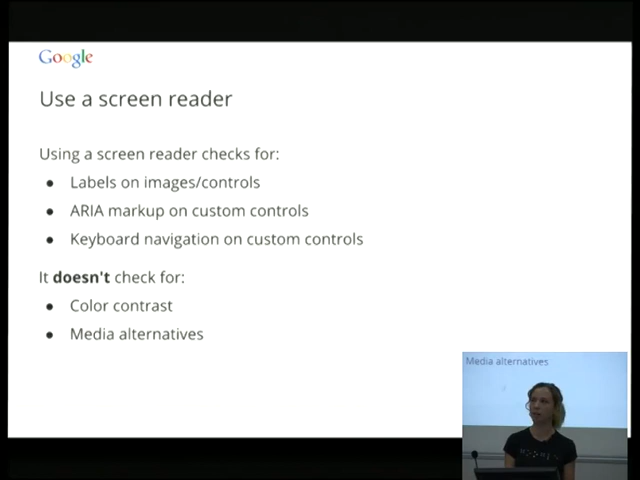 Google
Use a screen reader
Using a screen reader checks for:
● Labels on images/controls
● ARIA markup on custom controls
● Keyboard navigation on custom controls
It doesn't check for:
● Color contrast
● Media alternatives
Media alternatives